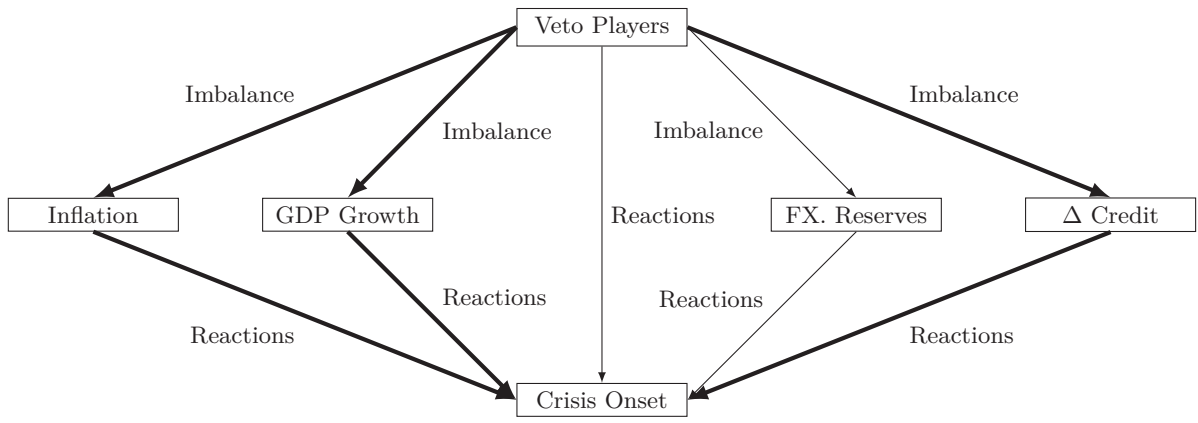 Veto Players
Imbalance
Imbalance
Imbalance
Imbalance
Inflation
GDP Growth
Reactions
FX. Reserves
Δ Credit
Reactions
Reactions
Reactions
Reactions
Crisis Onset